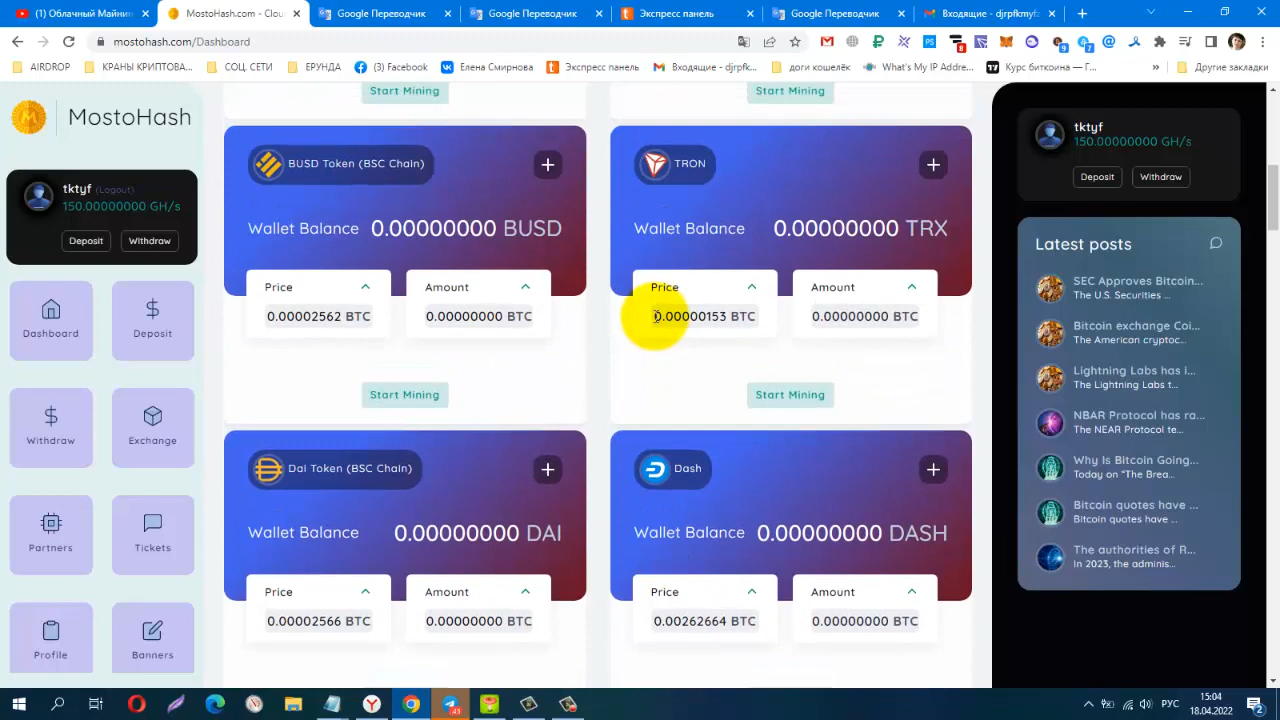 Облачный Майнин
MostoHash.com - Clou
Google Переводчик
Google Переводчик
Экспресс панель
Google Переводчик
Входящие - djrpfkmyfz
mostohash.com/Dashboard
AIRDROP
КРАНЫ КРИПТОВА...
СОЦ. СЕТИ
ЕРУНДА
(3) Facebook
Елена Смирнова
Экспресс панель
Входящие - djrpfk...
доги кошелёк
What's My IP Addre...
Курс биткоина — Г...
Другие закладки
MostoHash
tktyf (Logout)
150.00000000 GH/s
Deposit
Withdraw
Dashboard
Deposit
Withdraw
Exchange
Partners
Tickets
Profile
Banners
Start Mining
Start Mining
BUSD Token (BSC Chain)
Wallet Balance 0.00000000 BUSD
Price
0.00002562 BTC
Amount
0.00000000 BTC
Start Mining
TRON
Wallet Balance 0.00000000 TRX
Price
0.00000153 BTC
Amount
0.00000000 BTC
Start Mining
Dai Token (BSC Chain)
Wallet Balance 0.00000000 DAI
Price
0.00002566 BTC
Amount
0.00000000 BTC
Dash
Wallet Balance 0.00000000 DASH
Price
0.00262664 BTC
Amount
0.00000000 BTC
tktyf
150.00000000 GH/s
Deposit
Withdraw
Latest posts
SEC Approves Bitcoin...
The U.S. Securities ...
Bitcoin exchange Coi...
The American cryptoc...
Lightning Labs has i...
The Lightning Labs t...
NBAR Protocol has ra...
The NEAR Protocol te...
Why Is Bitcoin Going...
Today on “The Brea...
Bitcoin quotes have ...
Bitcoin quotes have ...
The authorities of R...
In 2023, the adminis...
РУС
15:04
18.04.2022